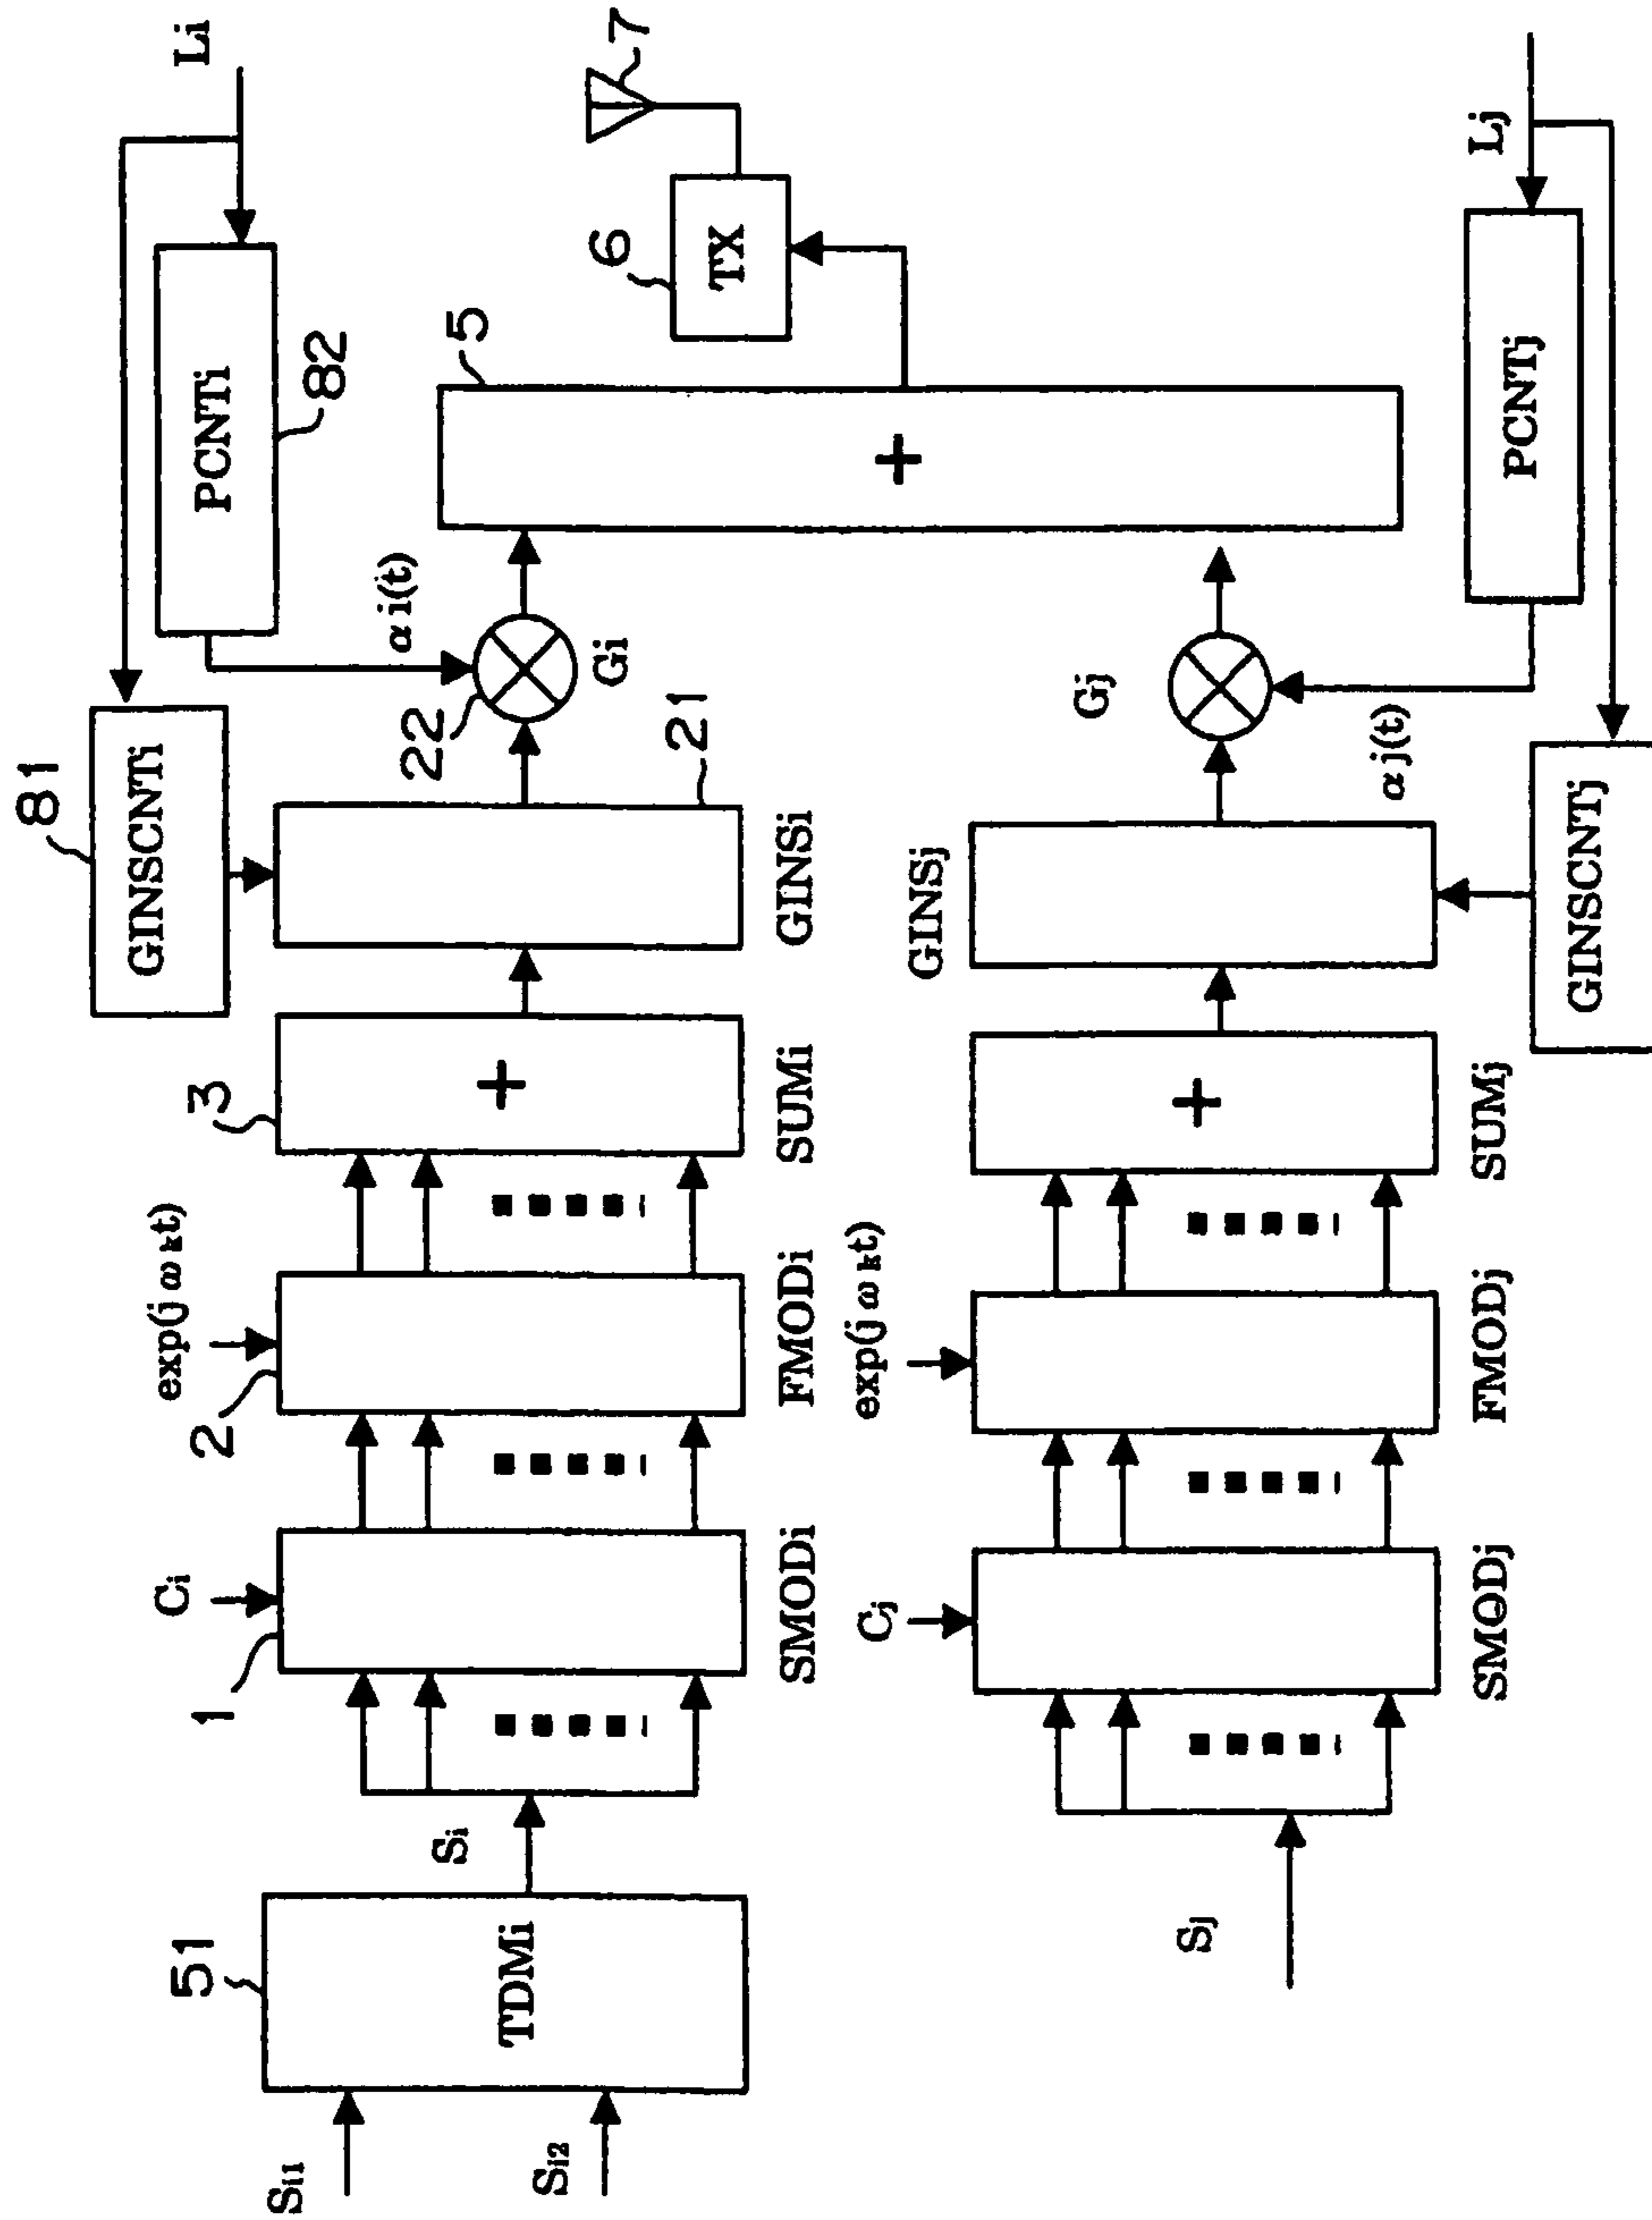 Si1
Si2
51
TDMi
Si
1
Ci
SMODi
2
exp(jωkt)
FMODi
3
+
SUMi
81
GINSCNTi
GINSi
21
22
Gi
αi(t)
PCNTi
82
Li
5
+
6
TX
7
Sj
Cj
SMODj
exp(jωkt)
FMODj
+
SUMj
GINSj
GINSCNTj
Gj
αj(t)
PCNTj
Lj